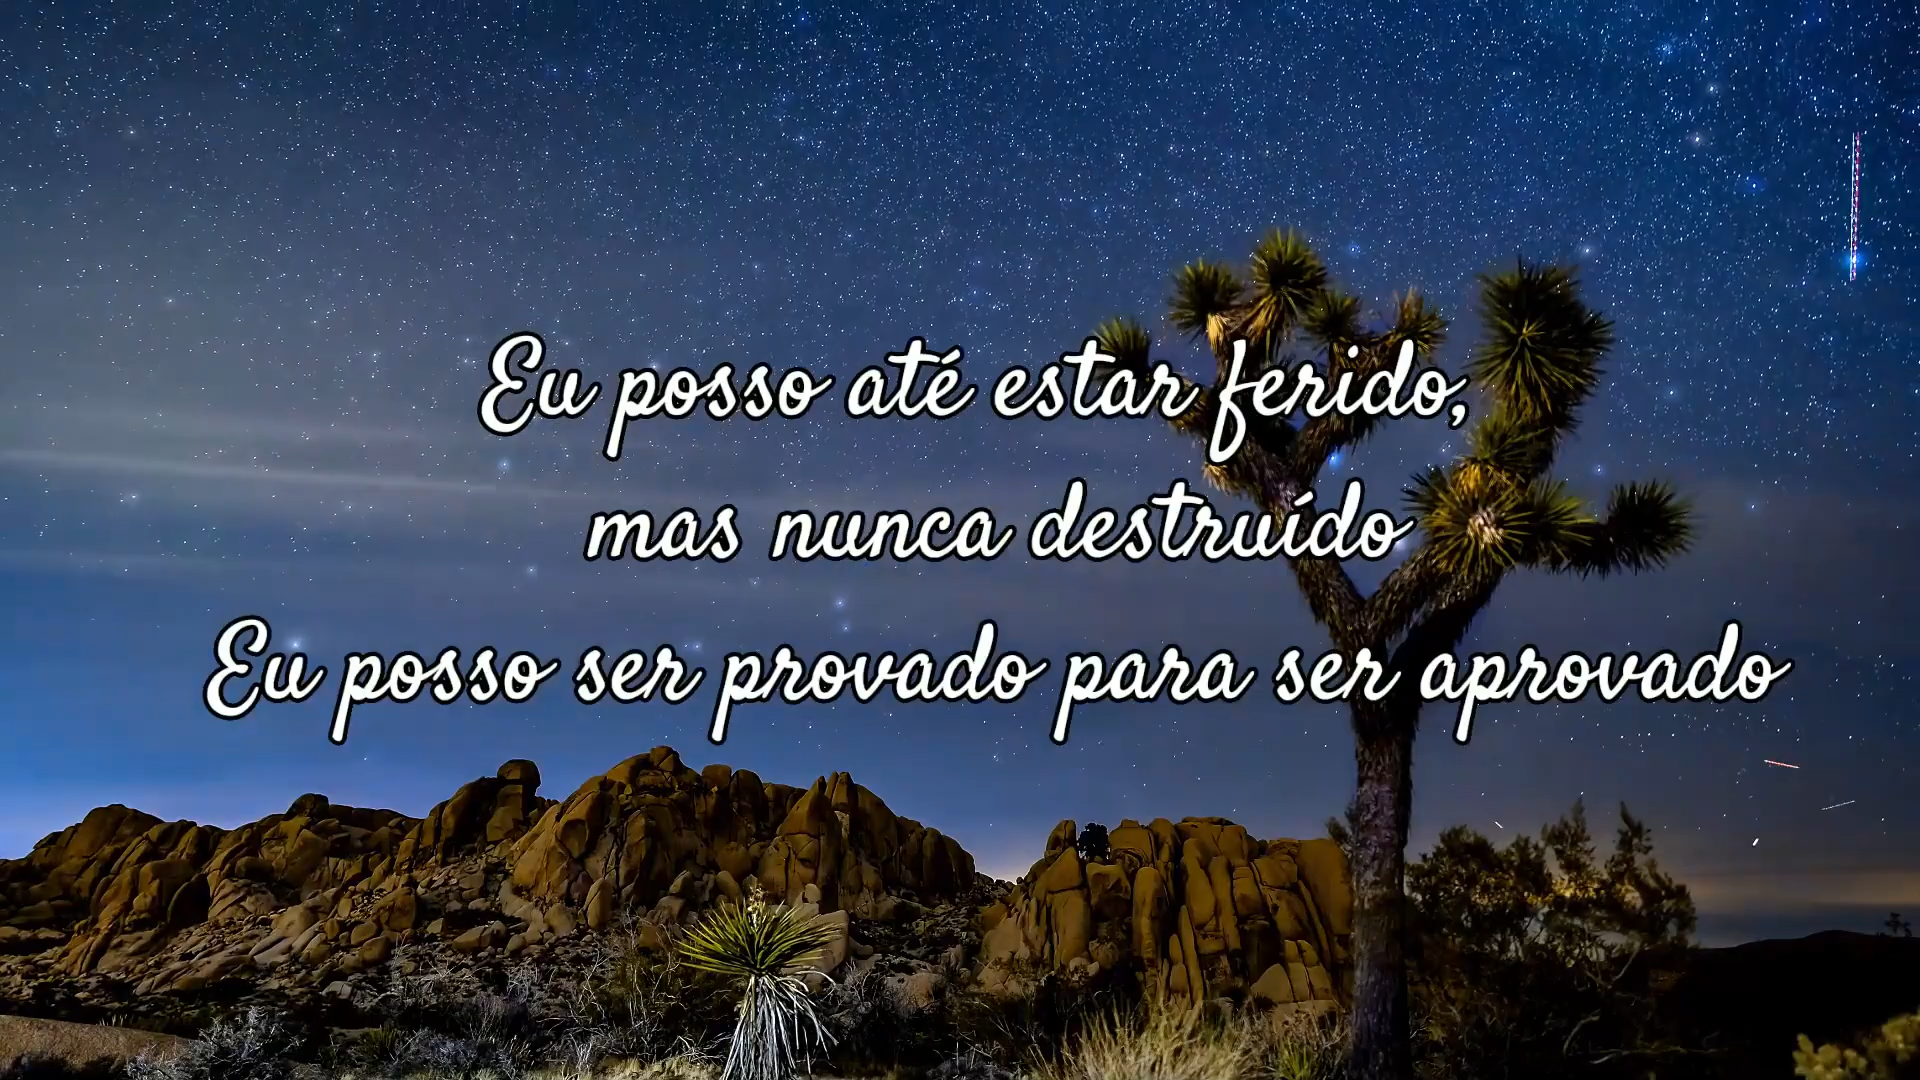 Eu posso até estar ferido,
mas nunca destruído
Eu posso ser provado para ser aprovado